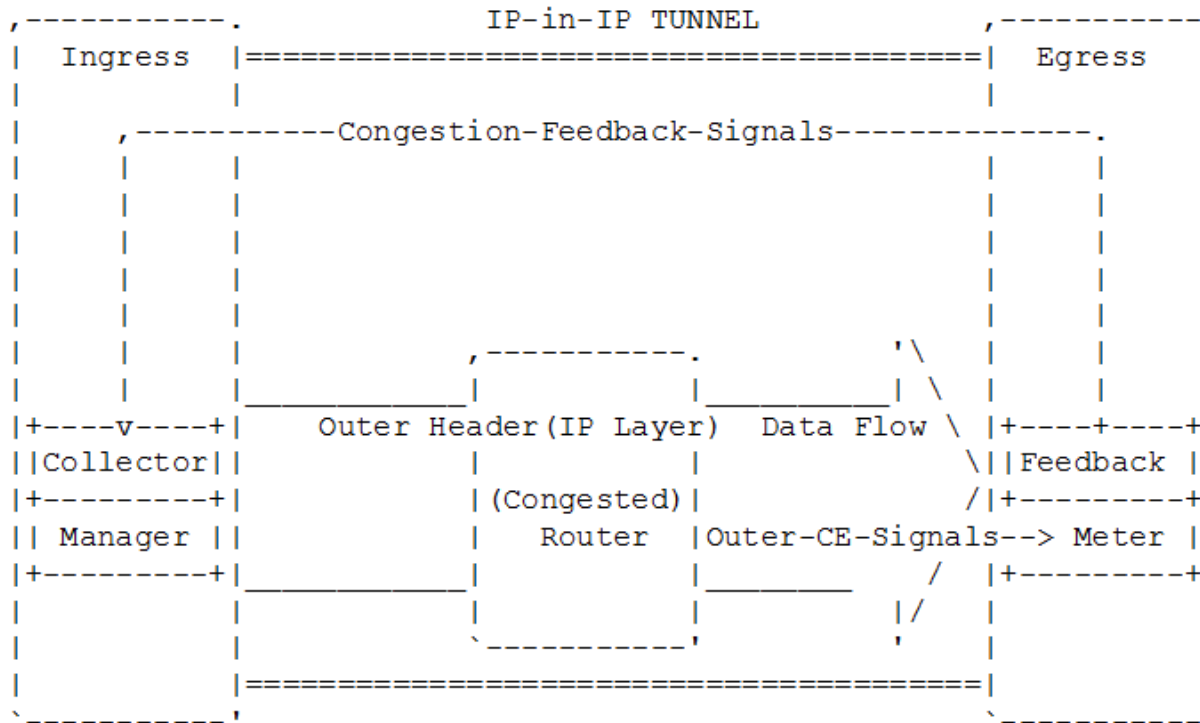 IP-in-IP TUNNEL
Ingress Egress
Congestion-Feedback-Signals
v
Outer Header(IP Layer) Data Flow
Collector Feedback
(Congested)
Manager Router Outer-CE-Signals--> Meter